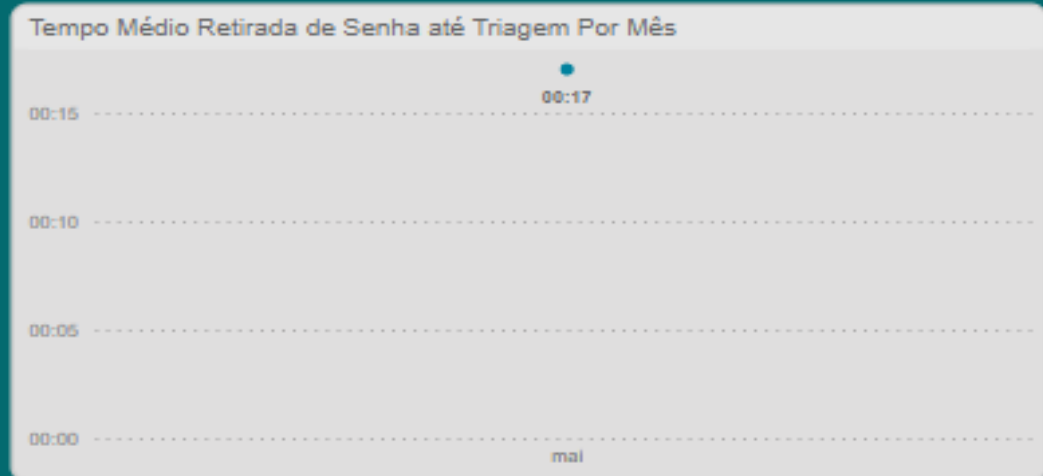 Tempo Médio Retirada de Senha até Triagem Por Mês
00:17
00:15
00:10
00:05
00:00
mai